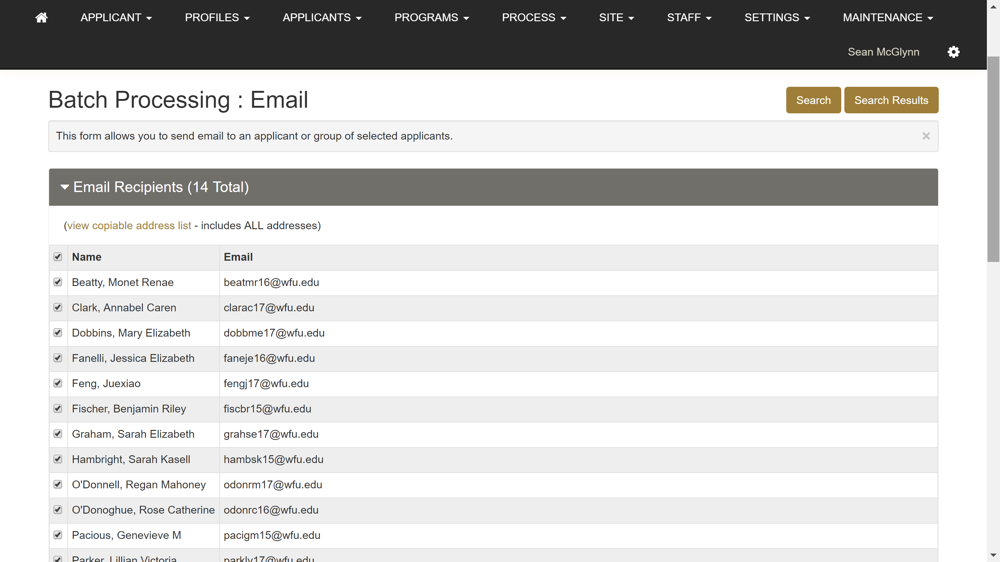 APPLICANT PROFILES APPLICANTS PROGRAMS PROCESS SITE STAFF SETTINGS MAINTENANCE
Sean McGlynn
Batch Processing : Email
Search Search Results
This form allows you to send email to an applicant or group of selected applicants.
Email Recipients (14 Total)
(view copiable address list - includes ALL addresses)
Name Email
Beatty, Monet Renae beatmr16@wfu.edu
Clark, Annabel Caren clarac17@wfu.edu
Dobbins, Mary Elizabeth dobbme17@wfu.edu
Fanelli, Jessica Elizabeth faneje16@wfu.edu
Feng, Juexiao fengj17@wfu.edu
Fischer, Benjamin Riley fiscbr15@wfu.edu
Graham, Sarah Elizabeth grahse17@wfu.edu
Hambright, Sarah Kasell hambsk15@wfu.edu
O'Donnell, Regan Mahoney odonrm17@wfu.edu
O'Donoghue, Rose Catherine odonrc16@wfu.edu
Pacious, Genevieve M pacigm15@wfu.edu
Parker, Lillian Victoria parklv17@wfu.edu